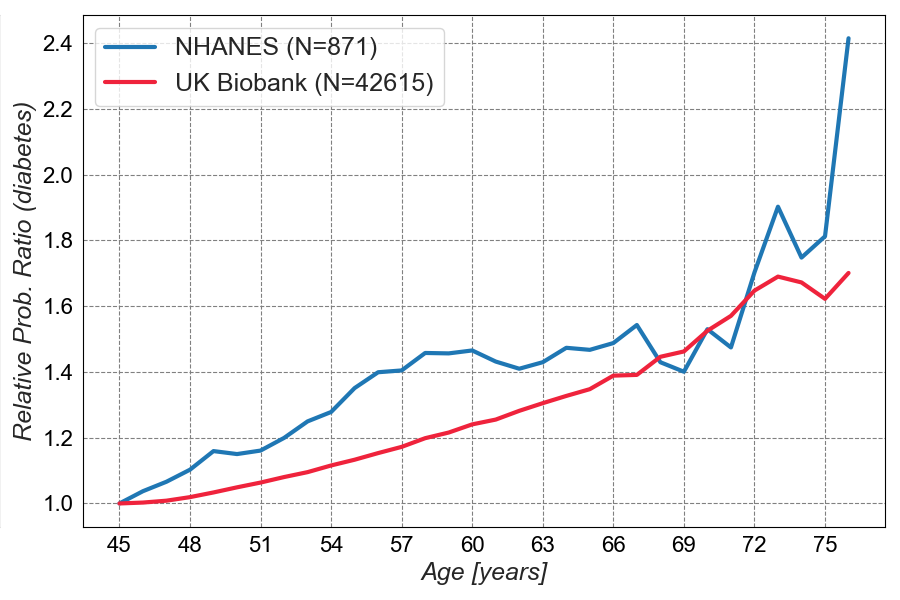 NHANES (N=871)
UK Biobank (N=42615)
Relative Prob. Ratio (diabetes)
2.4
2.2
2.0
1.8
1.6
1.4
1.2
1.0
45 48 51 54 57 60 63 66 69 72 75
Age [years]